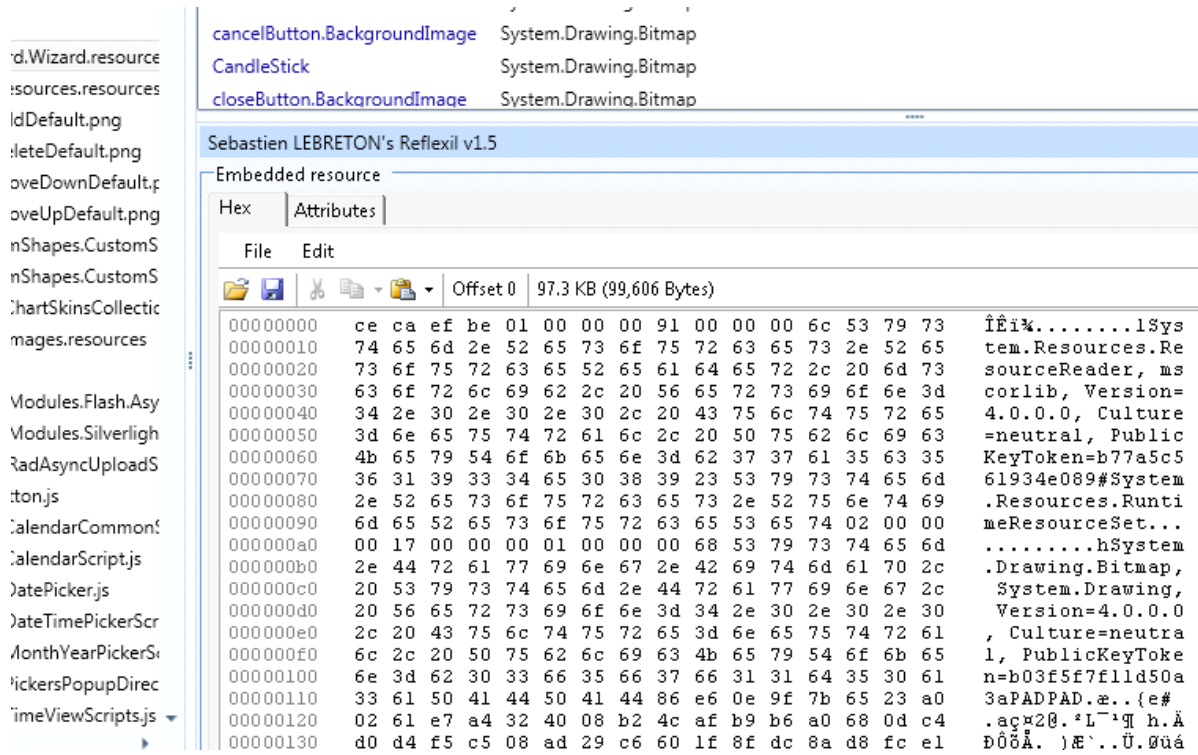 cancelButton.BackgroundImage System.Drawing.Bitmap
CandleStick System.Drawing.Bitmap
closeButton.BackgroundImage System.Drawing.Bitmap
rd.Wizard.resource
esources.resources
ldDefault.png
eleteDefault.png
oveDownDefault.p
oveUpDefault.png
nShapes.CustomS
nShapes.CustomS
ChartSkinsCollectic
mages.resources
Modules.Flash.Asy
Modules.Silverligh
RadAsyncUploadS
tton.js
CalendarCommonS
CalendarScript.js
DatePicker.js
DateTimePickerScr
MonthYearPickerSc
PickersPopupDirec
TimeViewScripts.js
Sebastien LEBRETON's Reflexil v1.5
Embedded resource
Hex Attributes
File Edit
Offset 0 97.3 KB (99,606 Bytes)
00000000 ce ca ef be 01 00 00 00 91 00 00 00 6c 53 79 73 ÎÊï¾........lSys
00000010 74 65 6d 2e 52 65 73 6f 75 72 63 65 73 2e 52 65 tem.Resources.Re
00000020 73 6f 75 72 63 65 52 65 61 64 65 72 2c 20 6d 73 sourceReader, ms
00000030 63 6f 72 6c 69 62 2c 20 56 65 72 73 69 6f 6e 3d corlib, Version=
00000040 34 2e 30 2e 30 2e 30 2c 20 43 75 6c 74 75 72 65 4.0.0.0, Culture
00000050 3d 6e 65 75 74 72 61 6c 2c 20 50 75 62 6c 69 63 =neutral, Public
00000060 4b 65 79 54 6f 6b 65 6e 3d 62 37 37 61 35 63 35 KeyToken=b77a5c5
00000070 36 31 39 33 34 65 30 38 39 23 53 79 73 74 65 6d 61934e089#System
00000080 2e 52 65 73 6f 75 72 63 65 73 2e 52 75 6e 74 69 .Resources.Runti
00000090 6d 65 52 65 73 6f 75 72 63 65 53 65 74 02 00 00 meResourceSet...
000000a0 00 17 00 00 00 01 00 00 00 68 53 79 73 74 65 6d .........hSystem
000000b0 2e 44 72 61 77 69 6e 67 2e 42 69 74 6d 61 70 2c .Drawing.Bitmap,
000000c0 20 53 79 73 74 65 6d 2e 44 72 61 77 69 6e 67 2c System.Drawing,
000000d0 20 56 65 72 73 69 6f 6e 3d 34 2e 30 2e 30 2e 30 Version=4.0.0.0
000000e0 2c 20 43 75 6c 74 75 72 65 3d 6e 65 75 74 72 61 , Culture=neutra
000000f0 6c 2c 20 50 75 62 6c 69 63 4b 65 79 54 6f 6b 65 l, PublicKeyToke
00000100 6e 3d 62 30 33 66 35 66 37 66 31 31 64 35 30 61 n=b03f5f7f11d50a
00000110 33 61 50 41 44 50 41 44 86 e6 0e 9f 7b 65 23 a0 3aPADPAD.æ..{e#
00000120 02 61 e7 a4 32 40 08 b2 4c af b9 b6 a0 68 0d c4 .aç¤2@.²L¯¹¶ h.Ä
00000130 d0 d4 f5 c5 08 ad 29 c6 60 1f 8f dc 8a d8 fc e1 ÐÔõÅ. )Æ`..Ü.Øüá